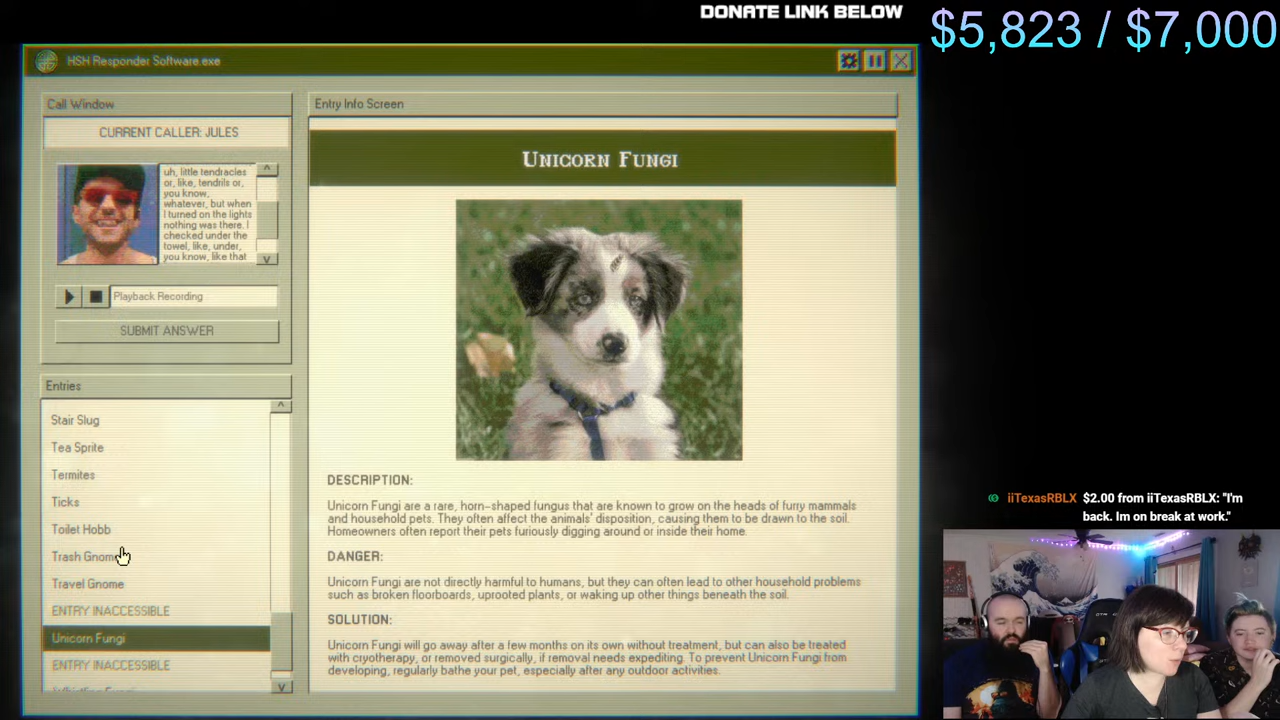 DONATE LINK BELOW
$5,823 / $7,000
HSH Responder Software.exe
Call Window
CURRENT CALLER: JULES
uh, little tendracles
or, like, tendrils or,
you know,
whatever, but when
I turned on the lights
nothing was there. I
checked under the
towel, like, under,
you know, like that
Playback Recording
SUBMIT ANSWER
Entries
Stair Slug
Tea Sprite
Termites
Ticks
Toilet Hobb
Trash Gnome
Travel Gnome
ENTRY INACCESSIBLE
Unicorn Fungi
ENTRY INACCESSIBLE
Entry Info Screen
UNICORN FUNGI
DESCRIPTION:
Unicorn Fungi are a rare, horn-shaped fungus that are known to grow on the heads of furry mammals
and household pets. They often affect the animals' disposition, causing them to be drawn to the soil.
Homeowners often report their pets furiously digging around or inside their home.
DANGER:
Unicorn Fungi are not directly harmful to humans, but they can often lead to other household problems
such as broken floorboards, uprooted plants, or waking up other things beneath the soil.
SOLUTION:
Unicorn Fungi will go away after a few months on its own without treatment, but can also be treated
with cryotherapy, or removed surgically, if removal needs expediting. To prevent Unicorn Fungi from
developing, regularly bathe your pet, especially after any outdoor activities.
iiTexasRBLX $2.00 from iiTexasRBLX: "I'm
back. Im on break at work."